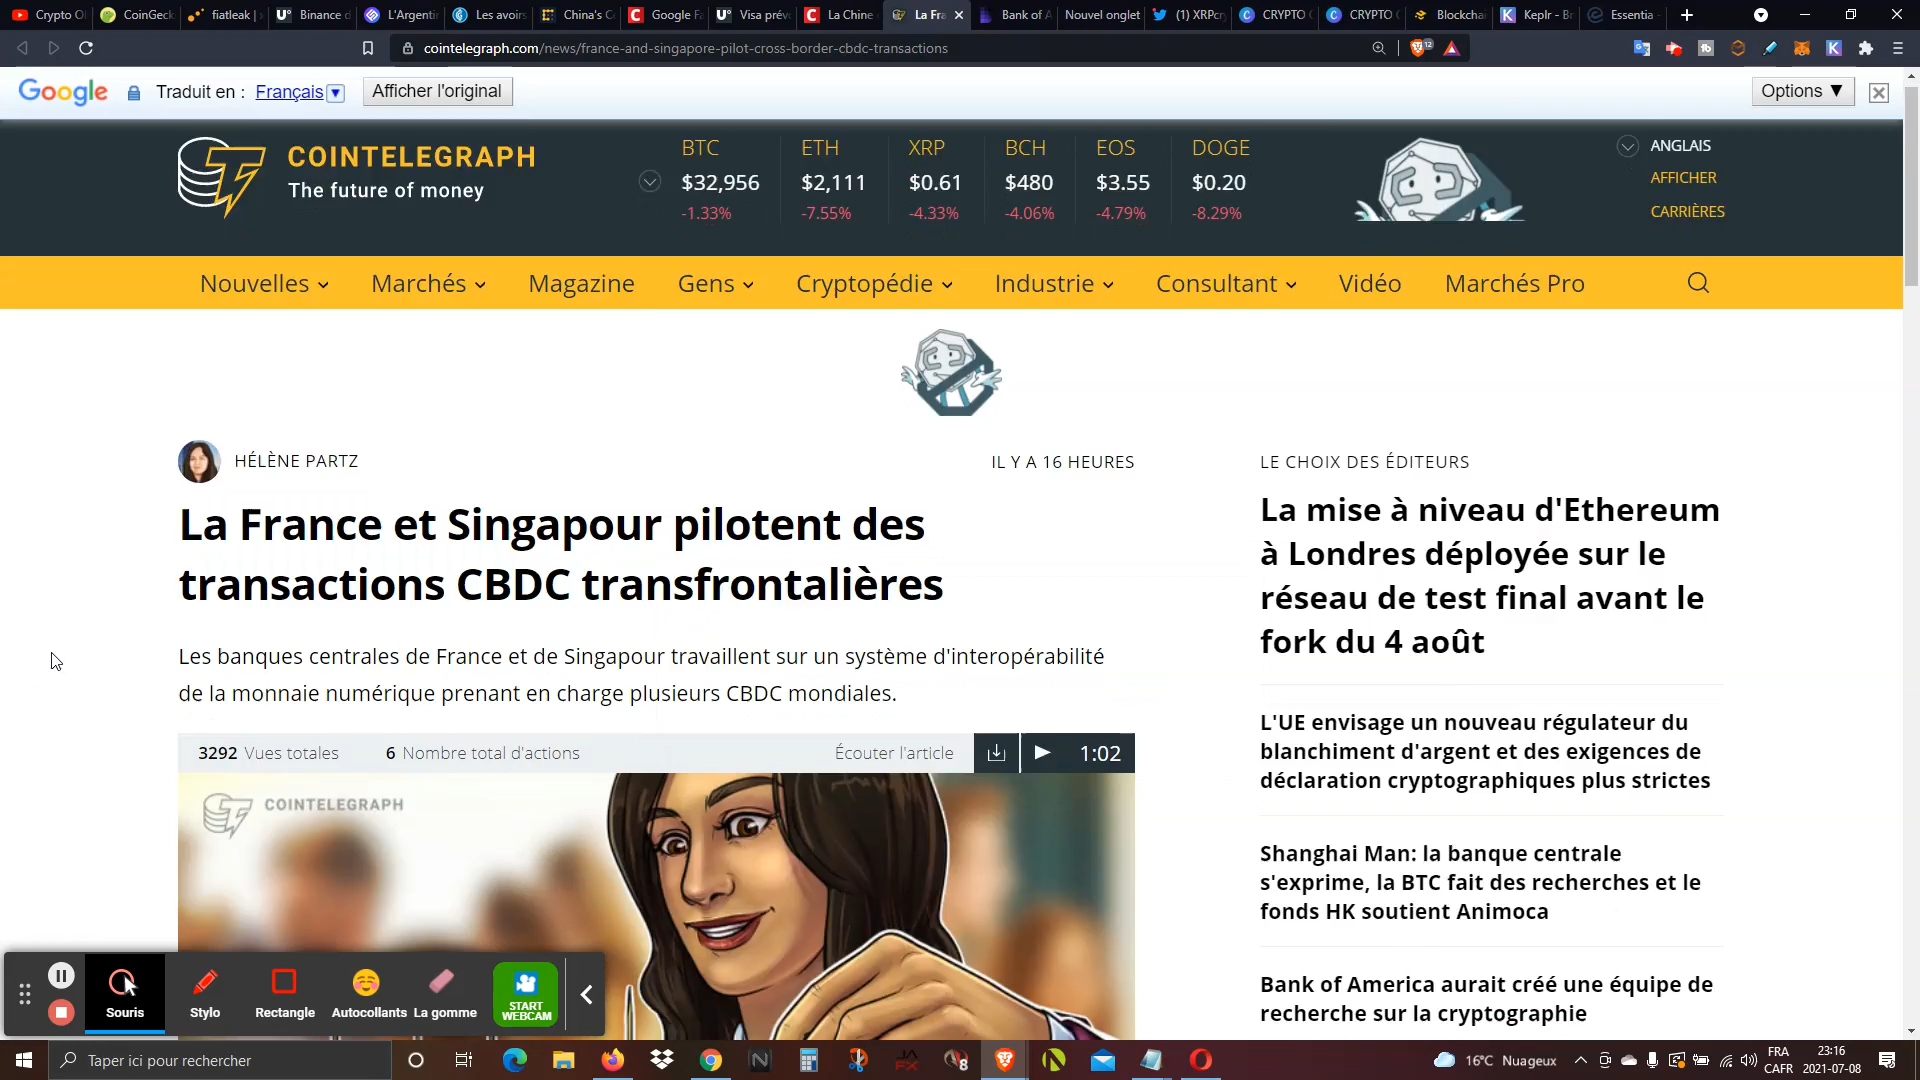 Crypto O
CoinGeck
fiatleak |
Binance d
L'Argenti
Les avoirs
China's C
Google Fa
Visa prévo
La Chine
La Fra
Bank of A
Nouvel onglet
(1) XRPcry
CRYPTO
CRYPTO
Blockchai
Keplr - Br
Essentia
cointelegraph.com/news/france-and-singapore-pilot-cross-border-cbdc-transactions
12
Google Traduit en : Français ▼ Afficher l'original Options ▼
COINTELEGRAPH
The future of money
BTC ETH XRP BCH EOS DOGE
$32,956 $2,111 $0.61 $480 $3.55 $0.20
-1.33% -7.55% -4.33% -4.06% -4.79% -8.29%
ANGLAIS
AFFICHER
CARRIÈRES
Nouvelles Marchés Magazine Gens Cryptopédie Industrie Consultant Vidéo Marchés Pro
HÉLÈNE PARTZ
IL Y A 16 HEURES
La France et Singapour pilotent des
transactions CBDC transfrontalières
Les banques centrales de France et de Singapour travaillent sur un système d'interopérabilité
de la monnaie numérique prenant en charge plusieurs CBDC mondiales.
3292 Vues totales 6 Nombre total d'actions Écouter l'article 1:02
COINTELEGRAPH
LE CHOIX DES ÉDITEURS
La mise à niveau d'Ethereum
à Londres déployée sur le
réseau de test final avant le
fork du 4 août
L'UE envisage un nouveau régulateur du
blanchiment d'argent et des exigences de
déclaration cryptographiques plus strictes
Shanghai Man: la banque centrale
s'exprime, la BTC fait des recherches et le
fonds HK soutient Animoca
Bank of America aurait créé une équipe de
recherche sur la cryptographie
Souris Stylo Rectangle Autocollants La gomme START WEBCAM
Taper ici pour rechercher
16°C Nuageux
FRA
CAFR
23:16
2021-07-08